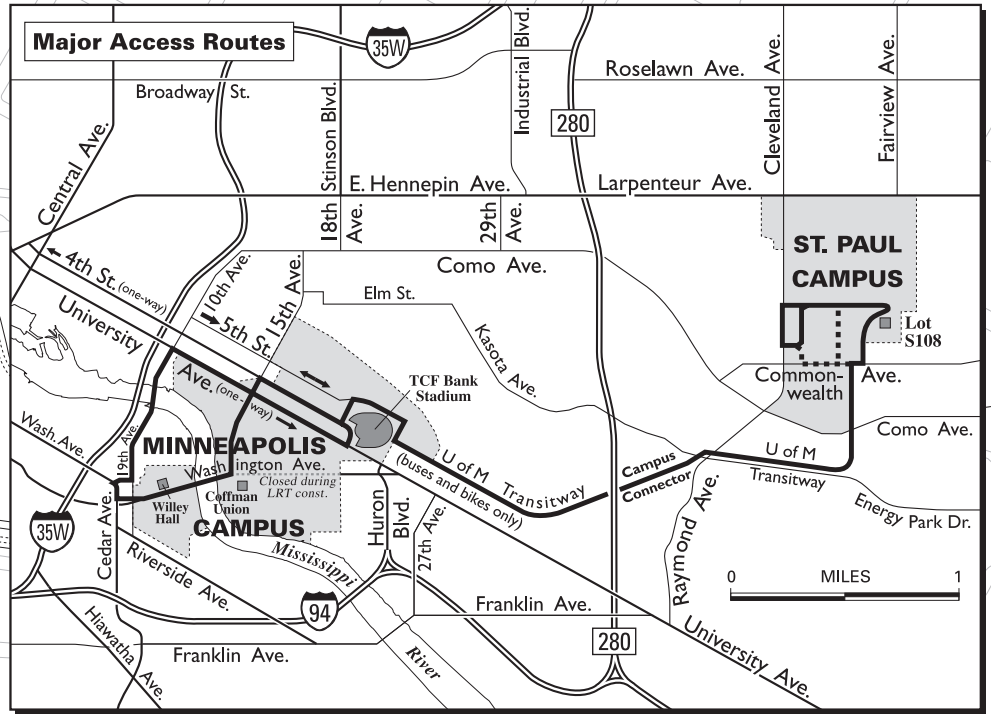 Major Access Routes
35W
Broadway St.
Central Ave.
Stinson Blvd.
18th
Ave.
Industrial Blvd.
280
Roselawn Ave.
Cleveland Ave.
Fairview Ave.
E. Hennepin Ave.
Larpenteur Ave.
29th
Ave.
Como Ave.
ST. PAUL
CAMPUS
Lot
S108
Common-
wealth
Ave.
Como Ave.
4th St. (one-way)
University
Ave. (one-way)
10th Ave.
5th St.
15th Ave.
Elm St.
Kasota Ave.
TCF Bank
Stadium
MINNEAPOLIS
CAMPUS
Wash. Ave.
19th Ave.
Washington Ave.
Closed during
LRT const.
Willey
Hall
Coffman
Union
U of M Transitway
(buses and bikes only)
Campus
Connector
U of M
Transitway
Energy Park Dr.
Raymond Ave.
Huron
Blvd.
27th Ave.
35W
Cedar Ave.
Riverside Ave.
Mississippi
River
94
Hiawatha Ave.
Franklin Ave.
Franklin Ave.
280
University Ave.
0 MILES 1